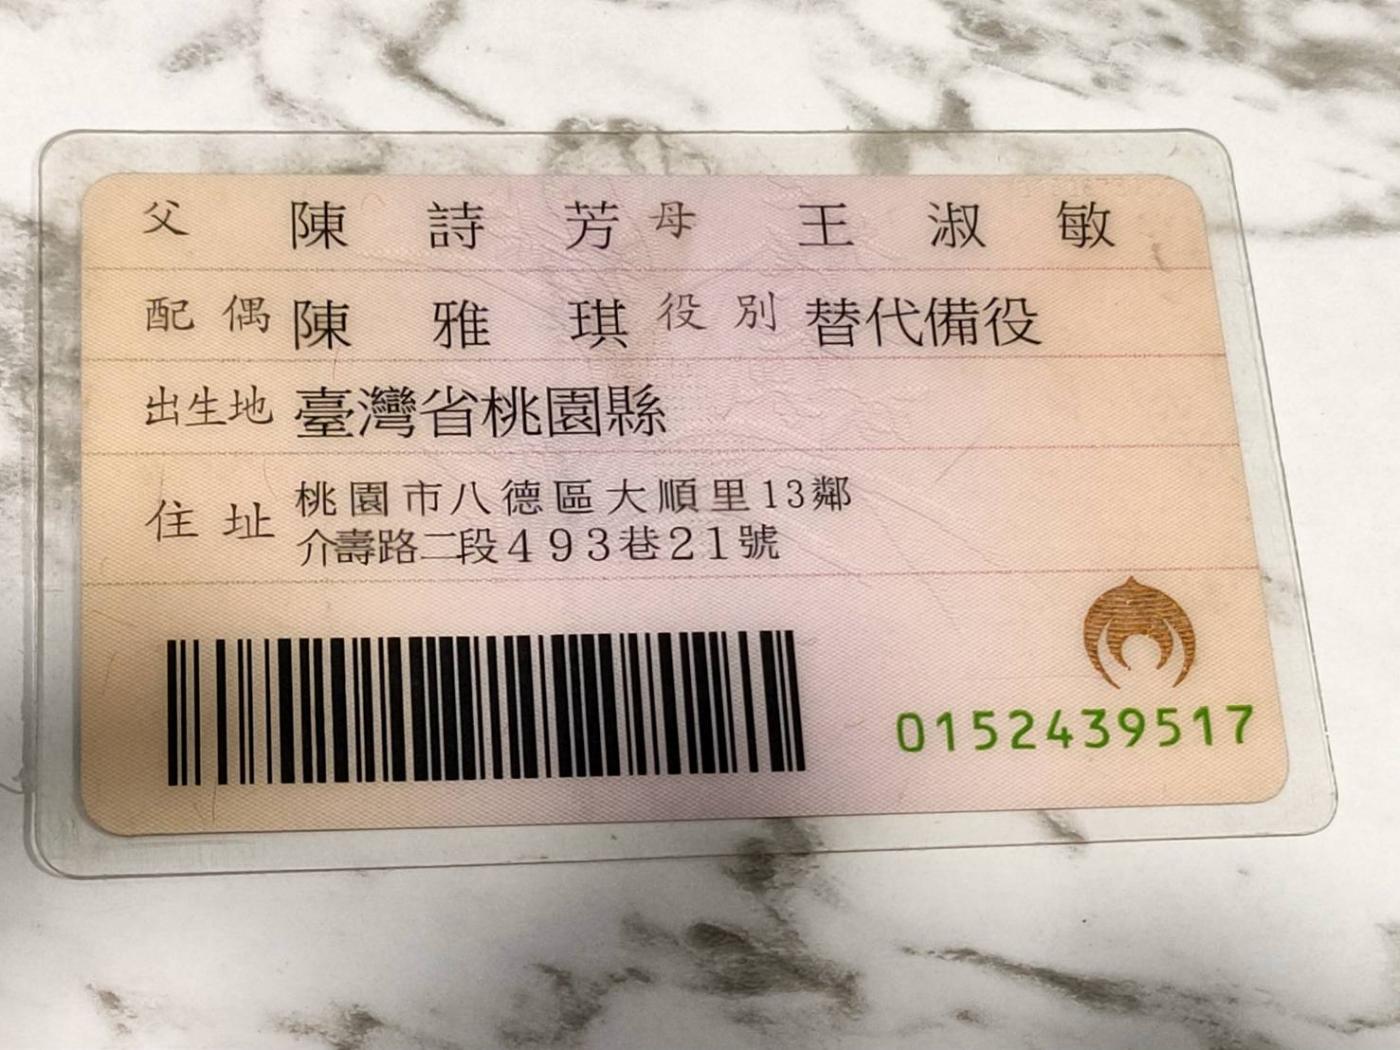 父 陳詩芳 母 王淑敏
配偶 陳雅琪 役別 替代備役
出生地 臺灣省桃園縣
住址 桃園市八德區大順里13鄰
介壽路二段493巷21號
0152439517